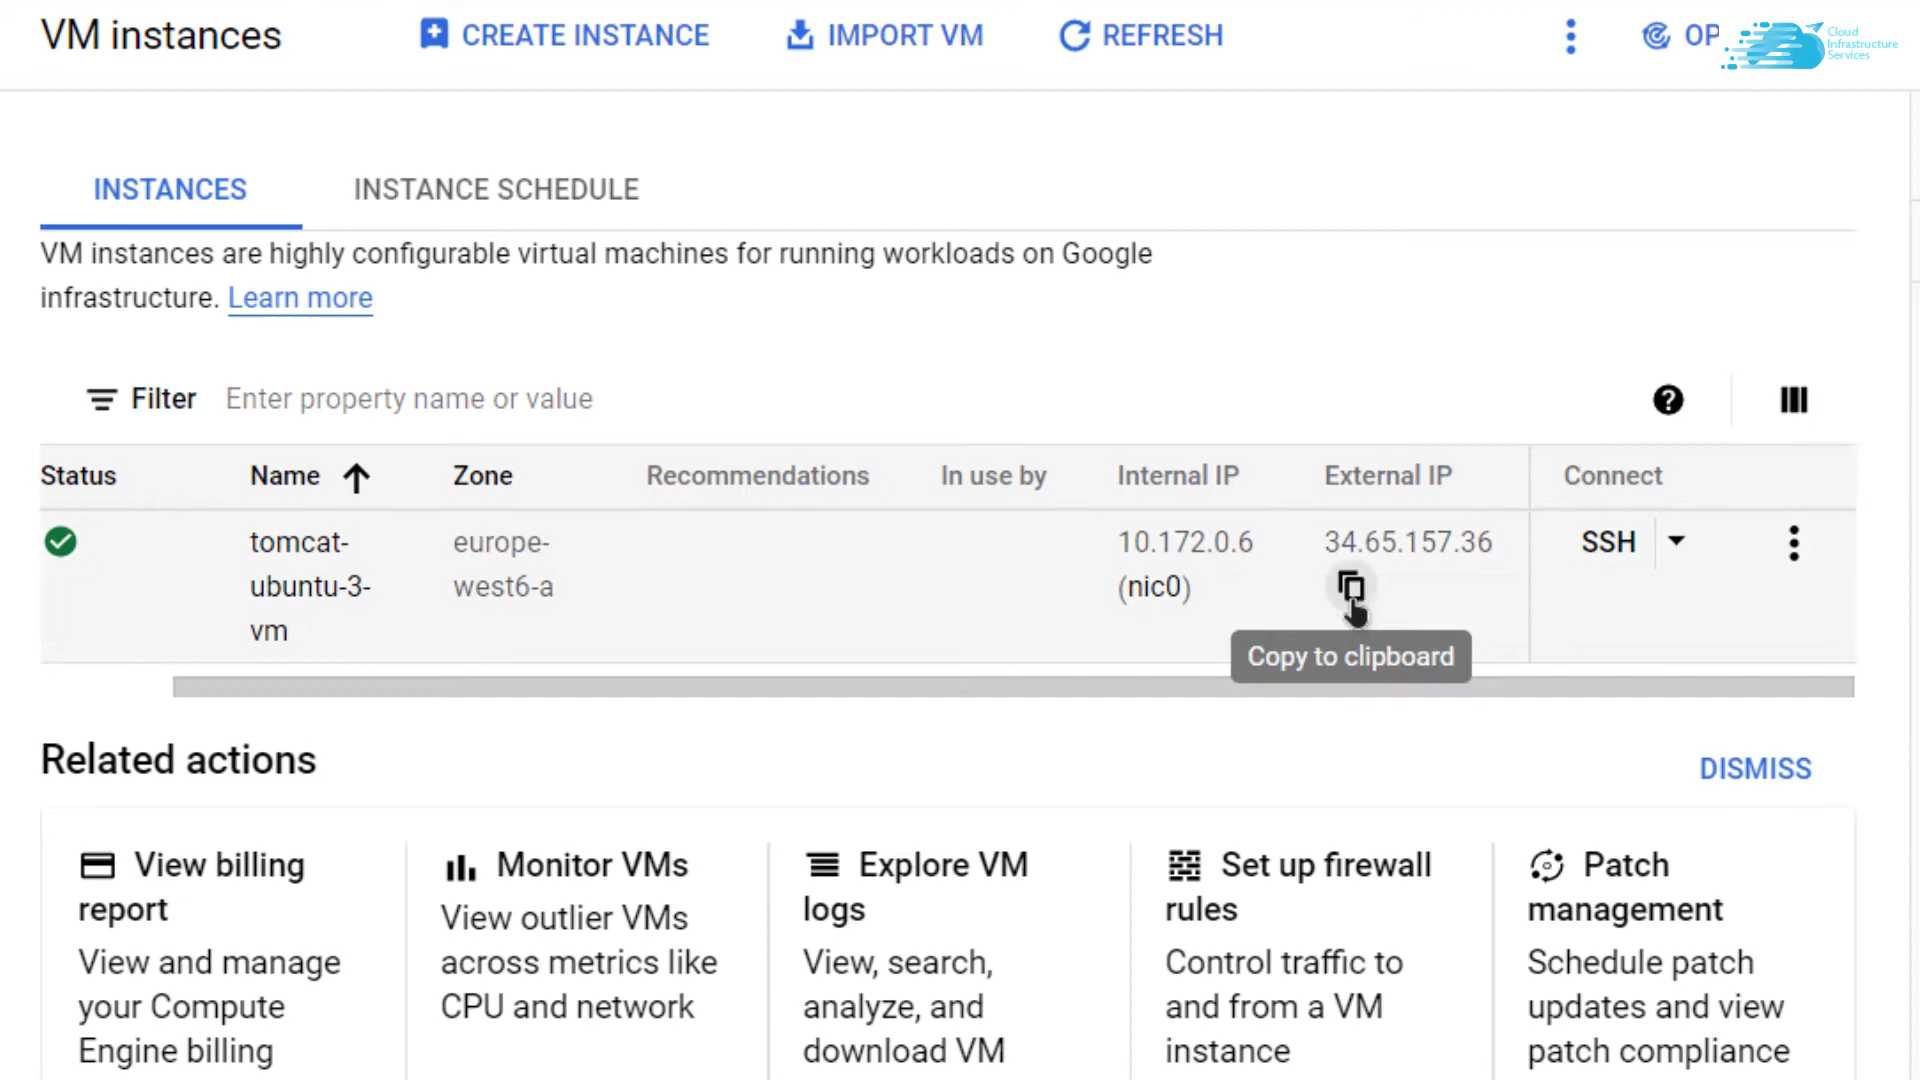 VM instances
CREATE INSTANCE
IMPORT VM
REFRESH
OP
Cloud
Infrastructure
Services
INSTANCES
INSTANCE SCHEDULE
VM instances are highly configurable virtual machines for running workloads on Google
infrastructure. Learn more
Filter
Enter property name or value
Status
Name
Zone
Recommendations
In use by
Internal IP
External IP
Connect
tomcat-
ubuntu-3-
vm
europe-
west6-a
10.172.0.6
(nic0)
34.65.157.36
SSH
Copy to clipboard
Related actions
DISMISS
View billing
report
View and manage
your Compute
Engine billing
Monitor VMs
View outlier VMs
across metrics like
CPU and network
Explore VM
logs
View, search,
analyze, and
download VM
Set up firewall
rules
Control traffic to
and from a VM
instance
Patch
management
Schedule patch
updates and view
patch compliance